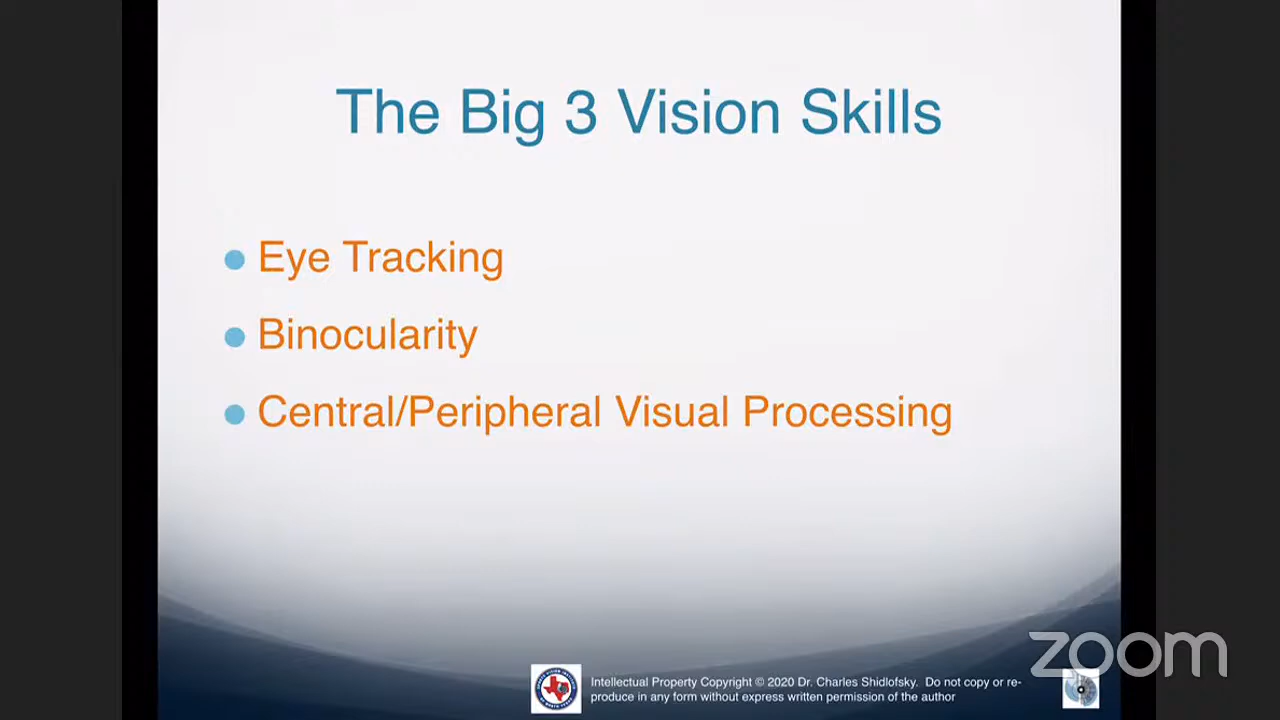 The Big 3 Vision Skills
Eye Tracking
Binocularity
Central/Peripheral Visual Processing
Intellectual Property Copyright © 2020 Dr. Charles Shidlofsky. Do not copy or re-
produce in any form without express written permission of the author
zoom